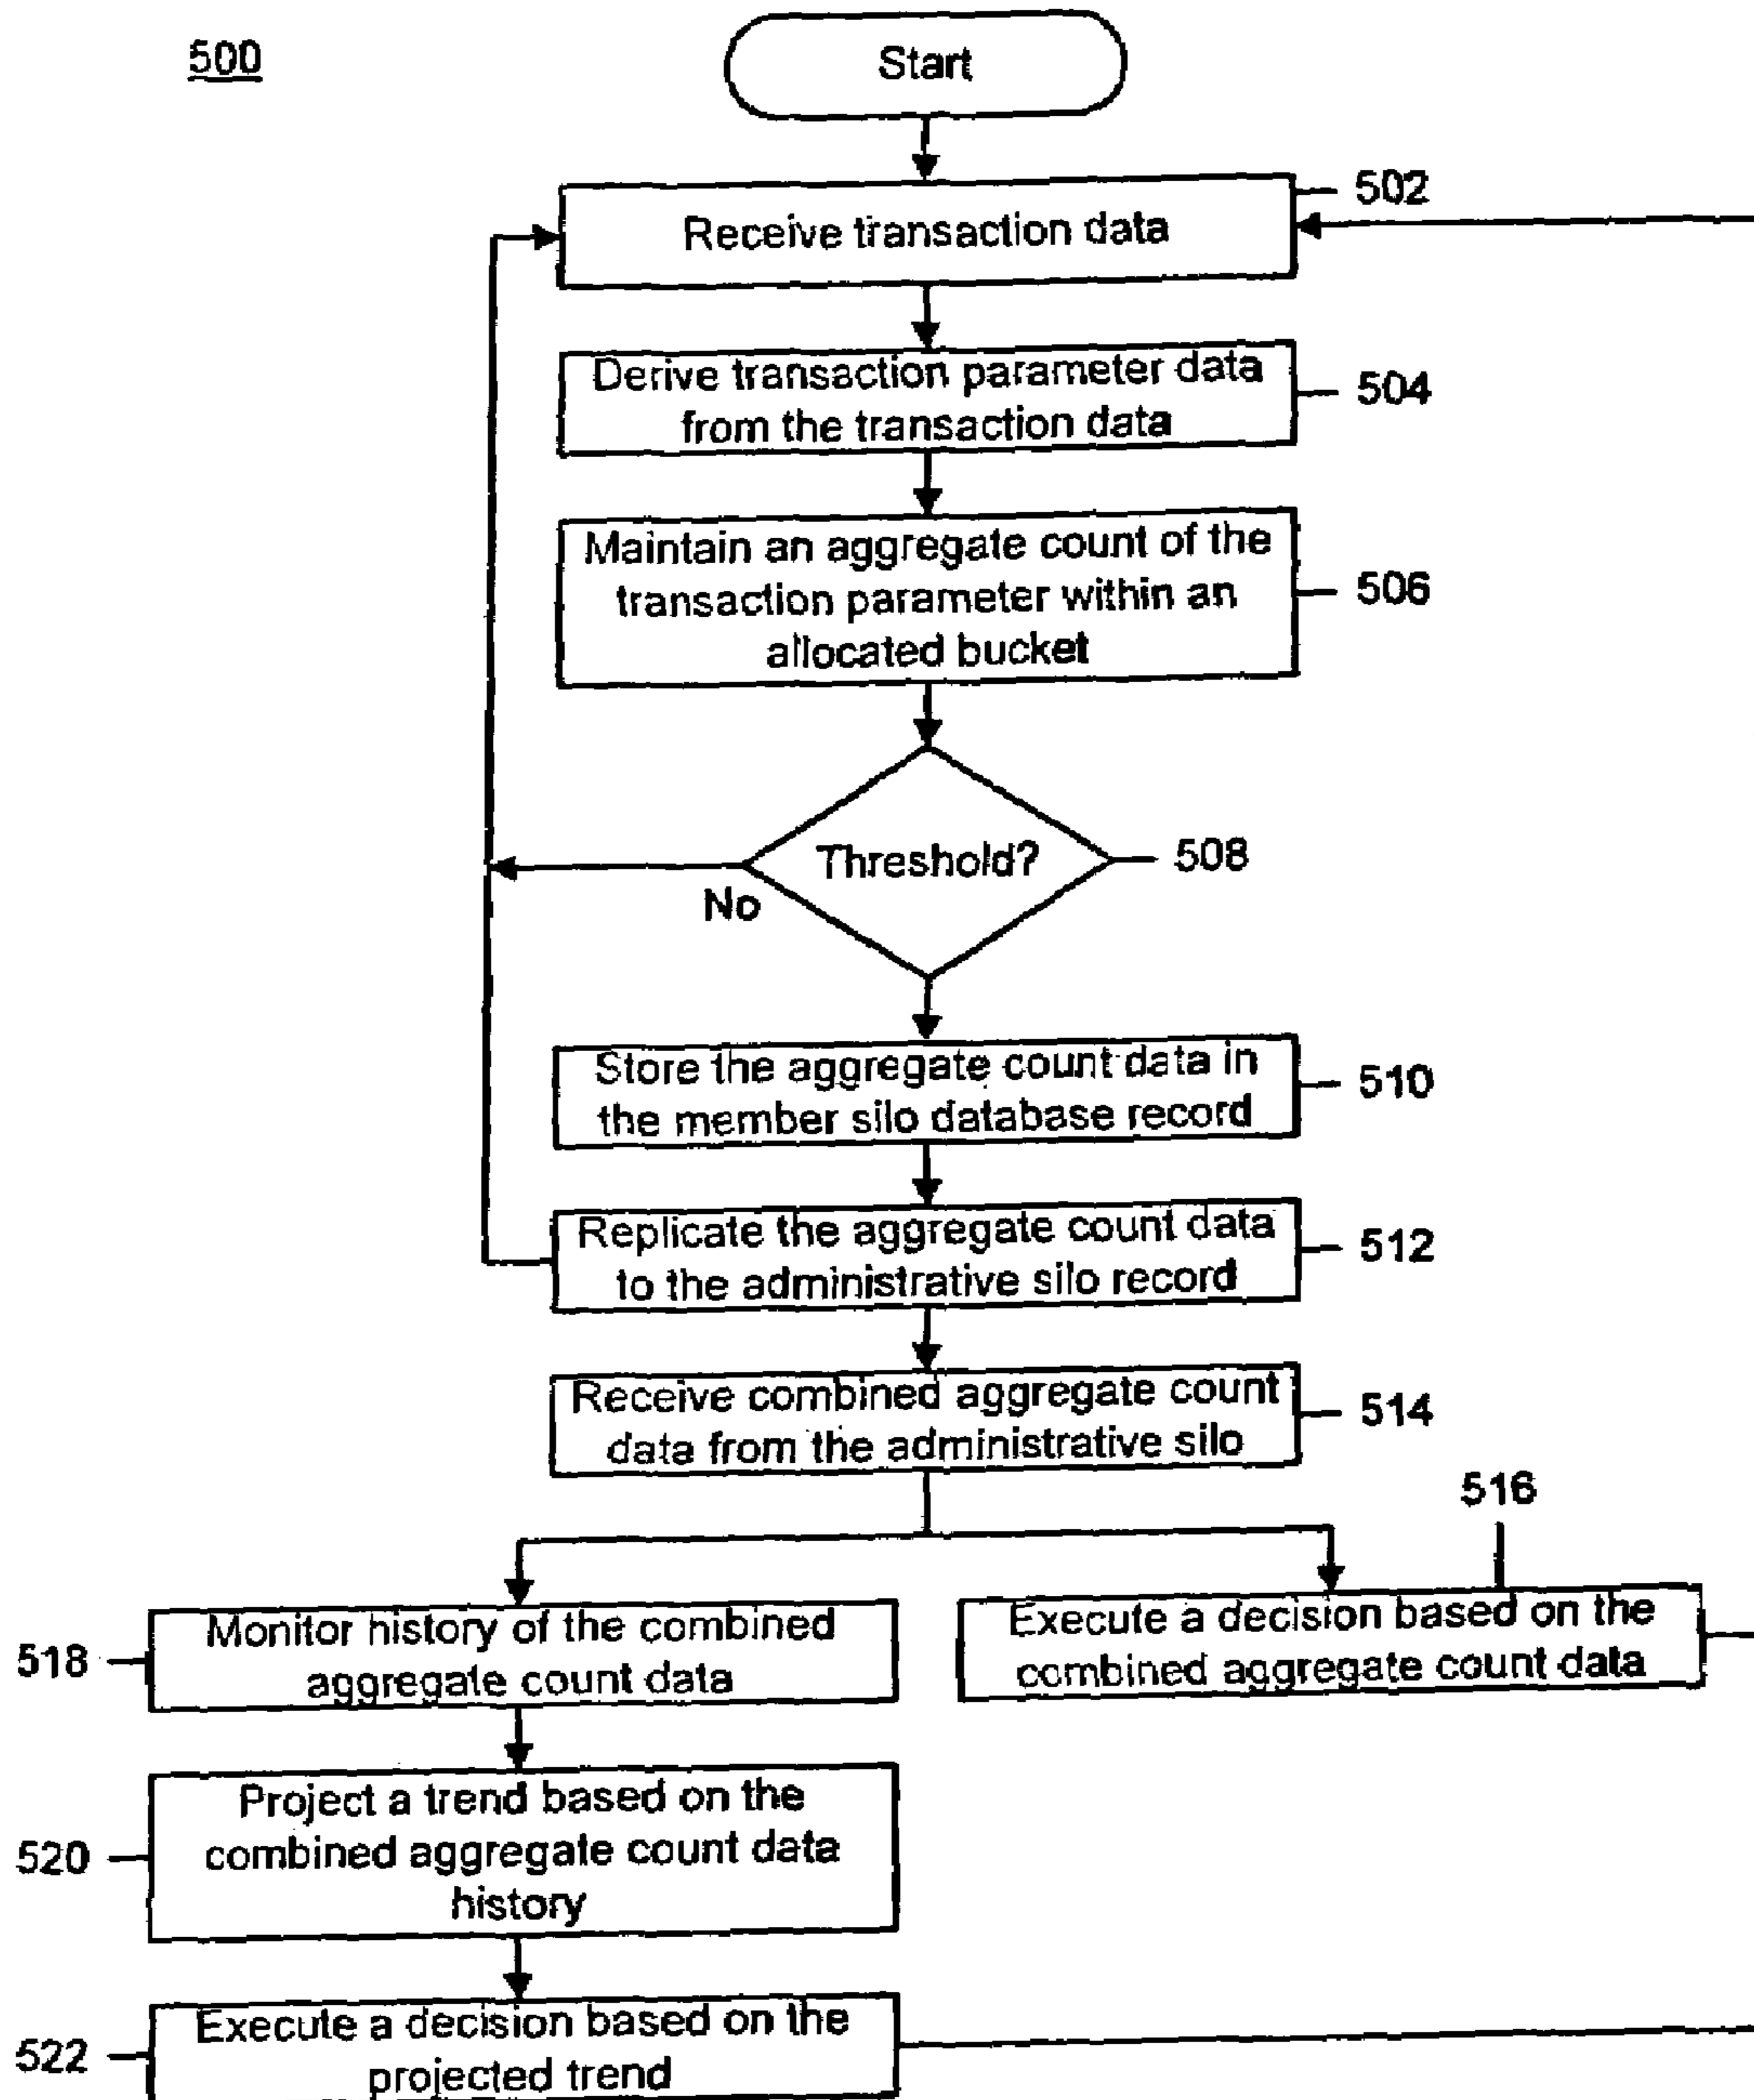 500
Start
502
Receive transaction data
Derive transaction parameter data
from the transaction data
504
Maintain an aggregate count of the
transaction parameter within an
allocated bucket
506
Threshold?
508
No
Store the aggregate count data in
the member silo database record
510
Replicate the aggregate count data
to the administrative silo record
512
Receive combined aggregate count
data from the administrative silo
514
516
Monitor history of the combined
aggregate count data
518
Execute a decision based on the
combined aggregate count data
Project a trend based on the
combined aggregate count data
history
520
Execute a decision based on the
projected trend
522